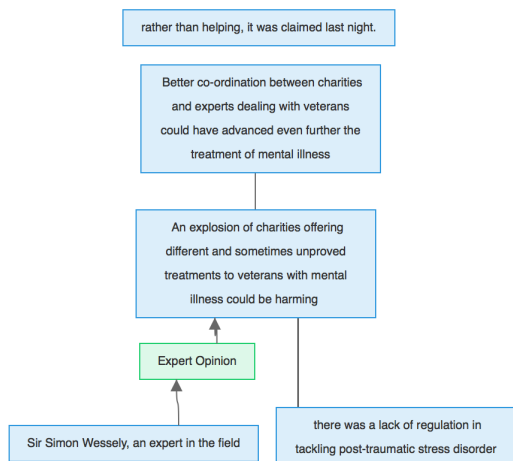 rather than helping, it was claimed last night.
Better co-ordination between charities
and experts dealing with veterans
could have advanced even further the
treatment of mental illness
An explosion of charities offering
different and sometimes unproved
treatments to veterans with mental
illness could be harming
Expert Opinion
Sir Simon Wessely, an expert in the field
there was a lack of regulation in
tackling post-traumatic stress disorder